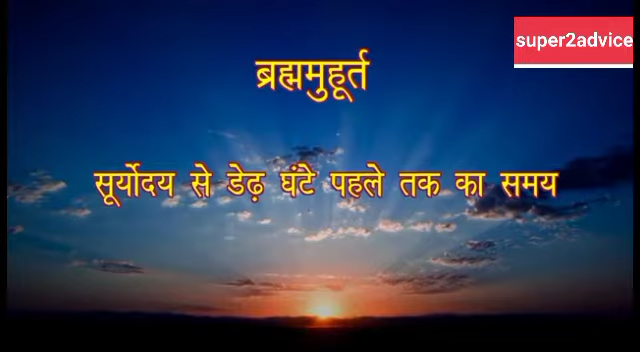 super2advice
ब्रह्ममुहूर्त
सूर्योदय से डेढ़ घंटे पहले तक का समय